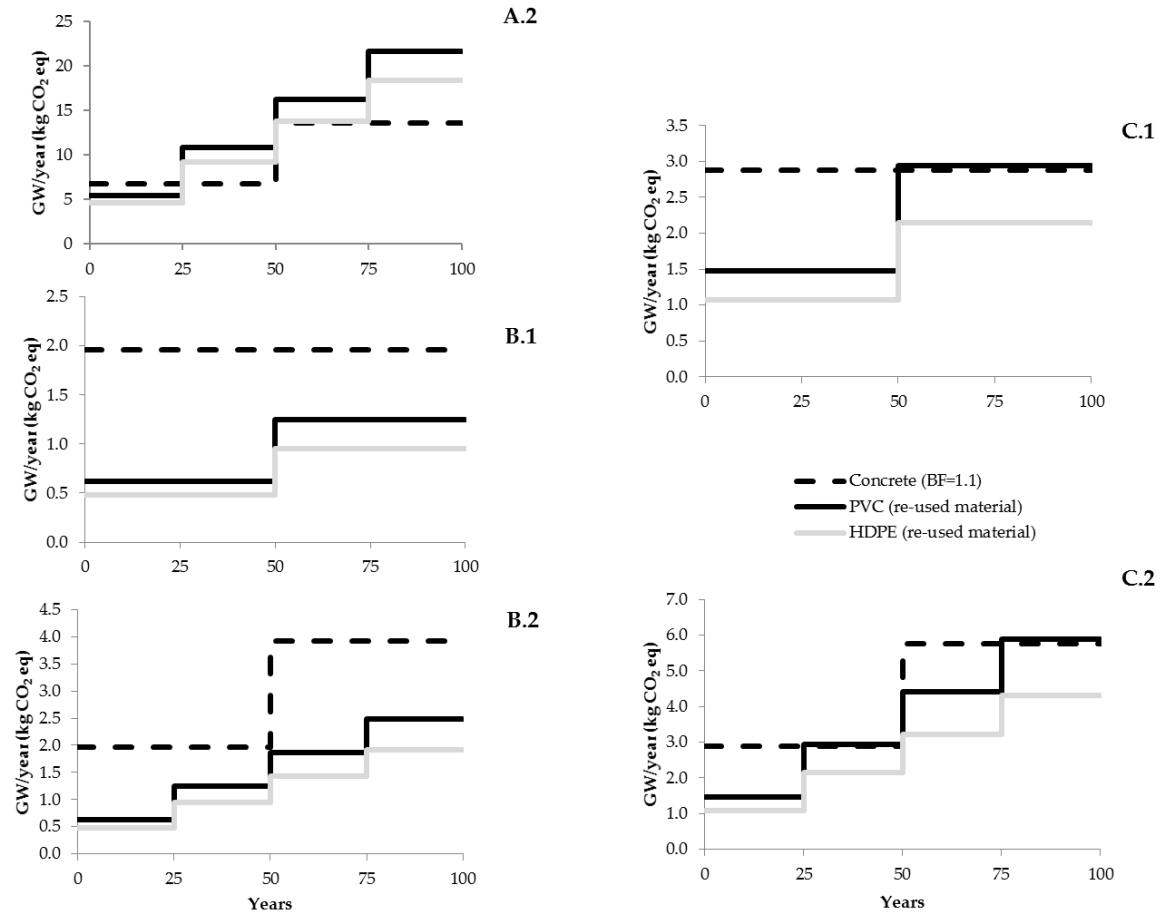 A.2
GW/year (kg CO₂ eq)
25
20
15
10
5
0
0 25 50 75 100
C.1
GW/year (kg CO₂ eq)
3.5
3.0
2.5
2.0
1.5
1.0
0.5
0.0
0 25 50 75 100
B.1
GW/year (kg CO₂ eq)
2.5
2.0
1.5
1.0
0.5
0.0
0 25 50 75 100
Concrete (BF=1.1)
PVC (re-used material)
HDPE (re-used material)
B.2
GW/year (kg CO₂ eq)
4.5
4.0
3.5
3.0
2.5
2.0
1.5
1.0
0.5
0.0
0 25 50 75 100
Years
C.2
GW/year (kg CO₂ eq)
7.0
6.0
5.0
4.0
3.0
2.0
1.0
0.0
0 25 50 75 100
Years